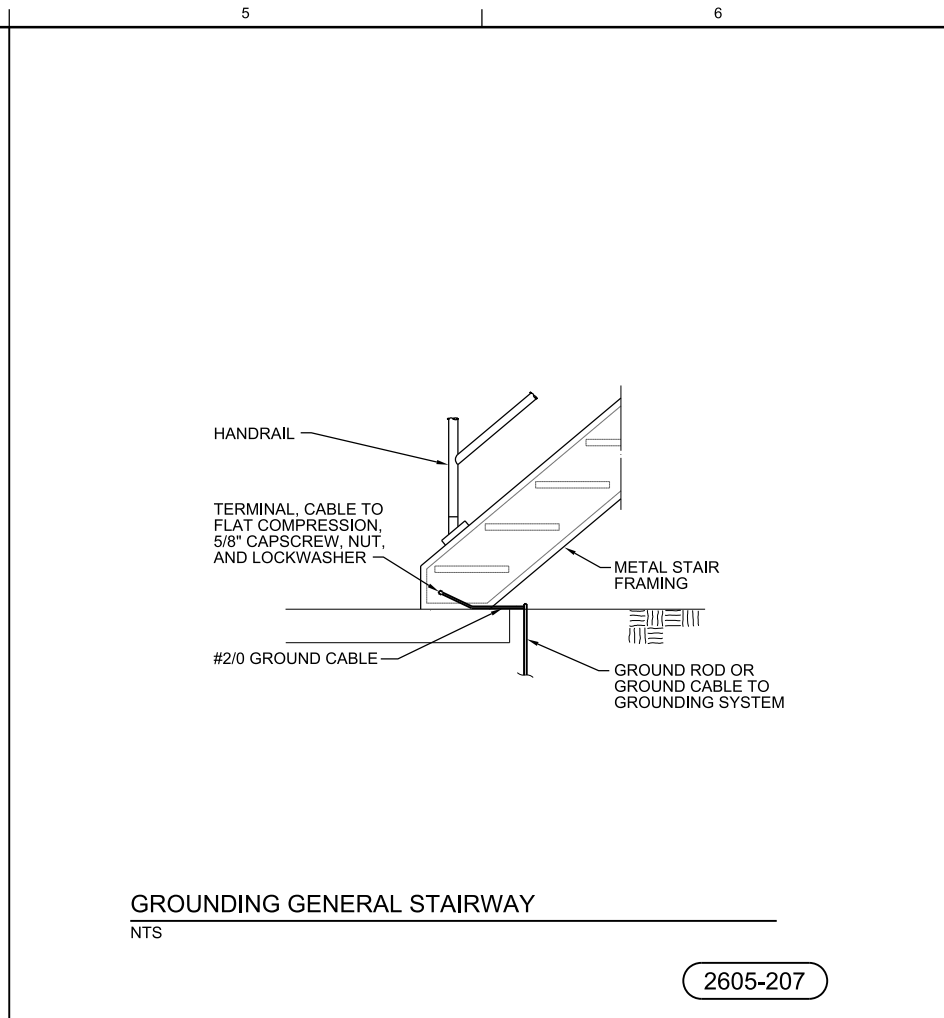 5
6
HANDRAIL
TERMINAL, CABLE TO
FLAT COMPRESSION,
5/8" CAPSCREW, NUT,
AND LOCKWASHER
METAL STAIR
FRAMING
#2/0 GROUND CABLE
GROUND ROD OR
GROUND CABLE TO
GROUNDING SYSTEM
GROUNDING GENERAL STAIRWAY
NTS
2605-207